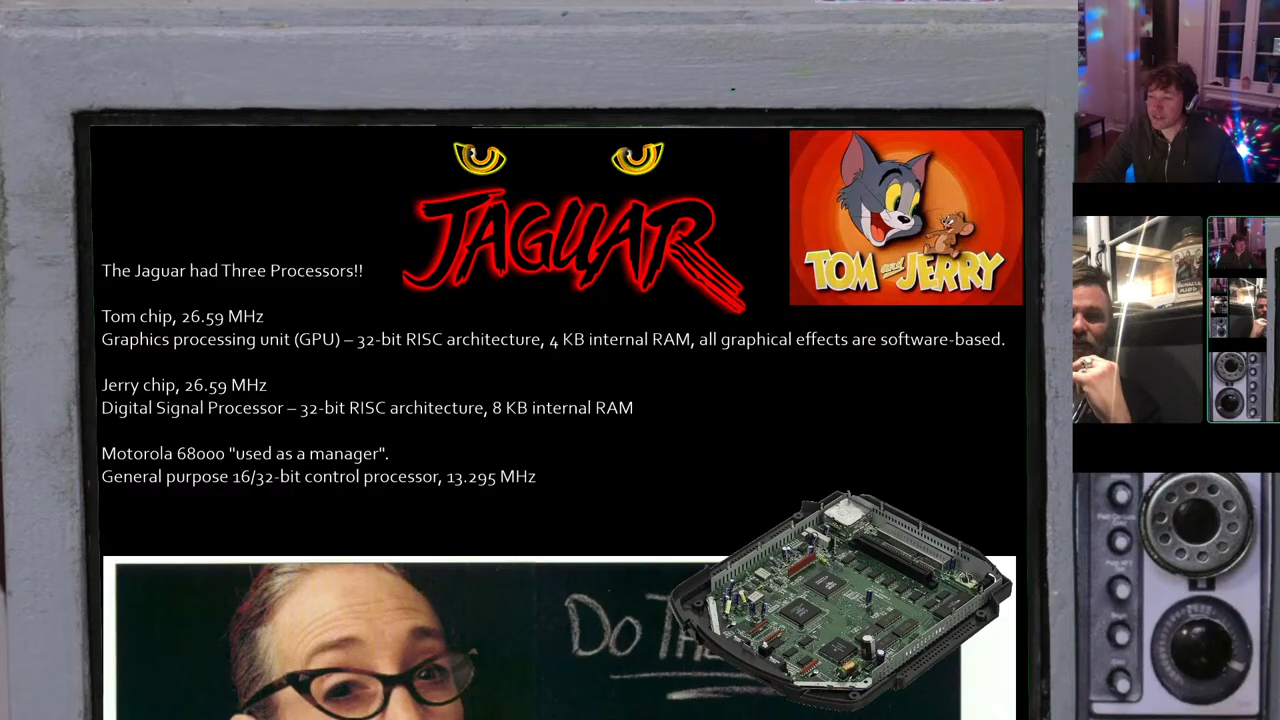 JAGUAR
TOM and JERRY
The Jaguar had Three Processors!!
Tom chip, 26.59 MHz
Graphics processing unit (GPU) – 32-bit RISC architecture, 4 KB internal RAM, all graphical effects are software-based.
Jerry chip, 26.59 MHz
Digital Signal Processor – 32-bit RISC architecture, 8 KB internal RAM
Motorola 68000 "used as a manager".
General purpose 16/32-bit control processor, 13.295 MHz
Do